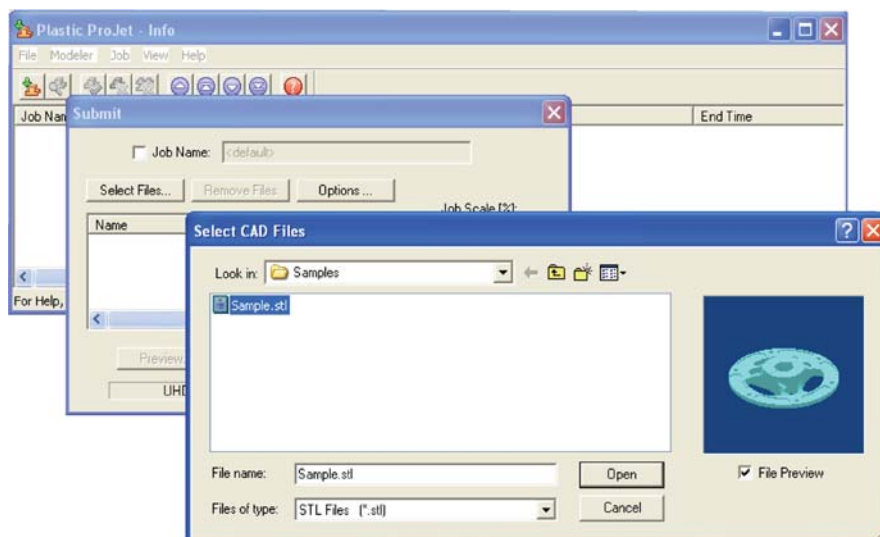 Plastic ProJet - Info
File Modeler Job View Help
Job Nam
End Time
Submit
Job Name: <default>
Select Files... Remove Files Options ...
Job Scale [%]:
Name
For Help,
Preview
UHD
Select CAD Files
Look in: Samples
Sample.stl
File name: Sample.stl
Open
File Preview
Files of type: STL Files (*.stl)
Cancel